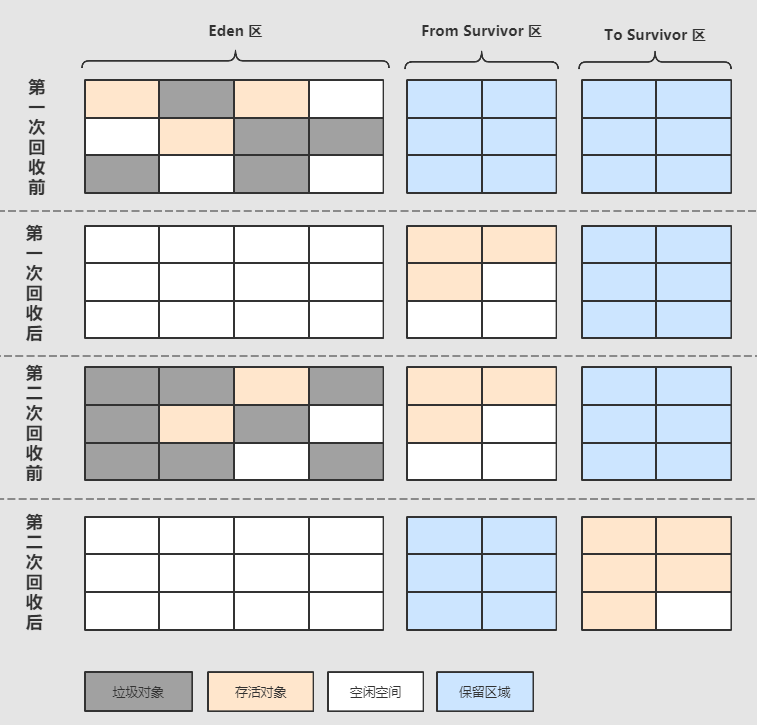 Eden 区
From Survivor 区
To Survivor 区
第一次回收前
第一次回收后
第二次回收前
第二次回收后
垃圾对象
存活对象
空闲空间
保留区域